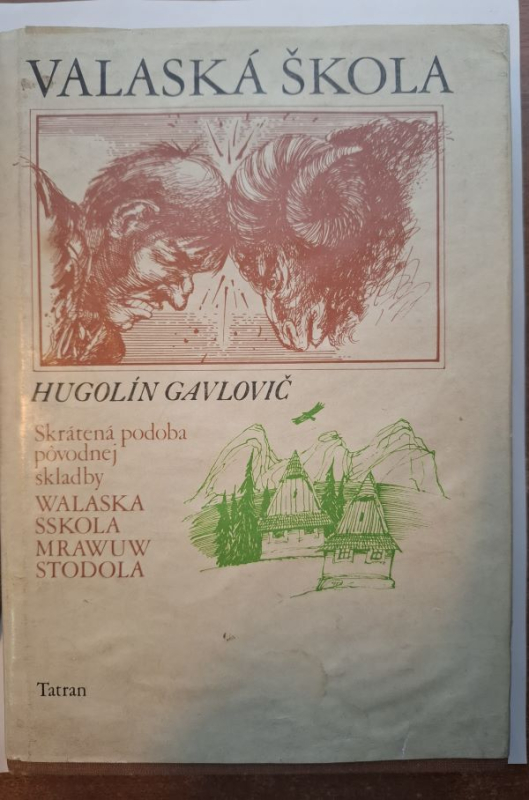 VALASKÁ ŠKOLA
HUGOLÍN GAVLOVIČ
Skrátená podoba
pôvodnej
skladby
WALASKA
SSKOLA
MRAWUW
STODOLA
Tatran